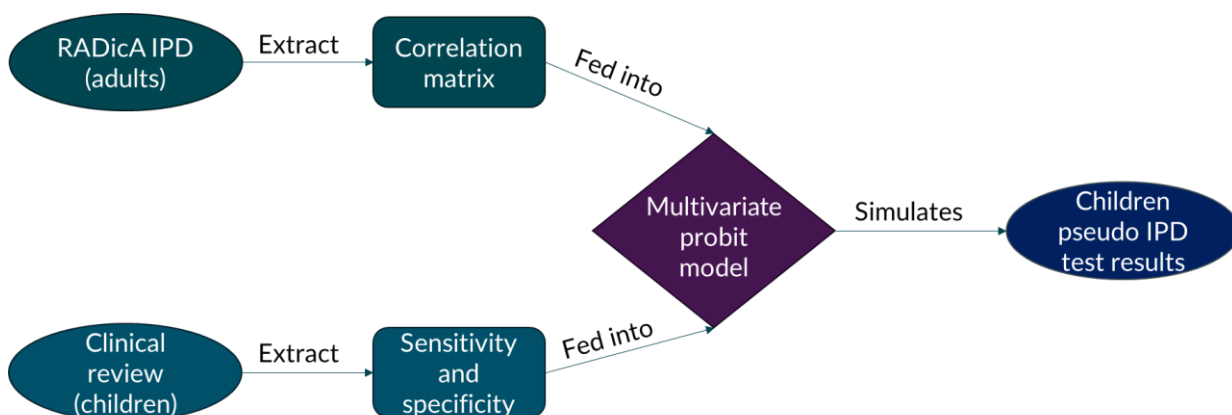 RADicA IPD
(adults)
Extract
Correlation
matrix
Fed into
Multivariate
probit
model
Simulates
Children
pseudo IPD
test results
Clinical
review
(children)
Extract
Sensitivity
and
specificity
Fed into